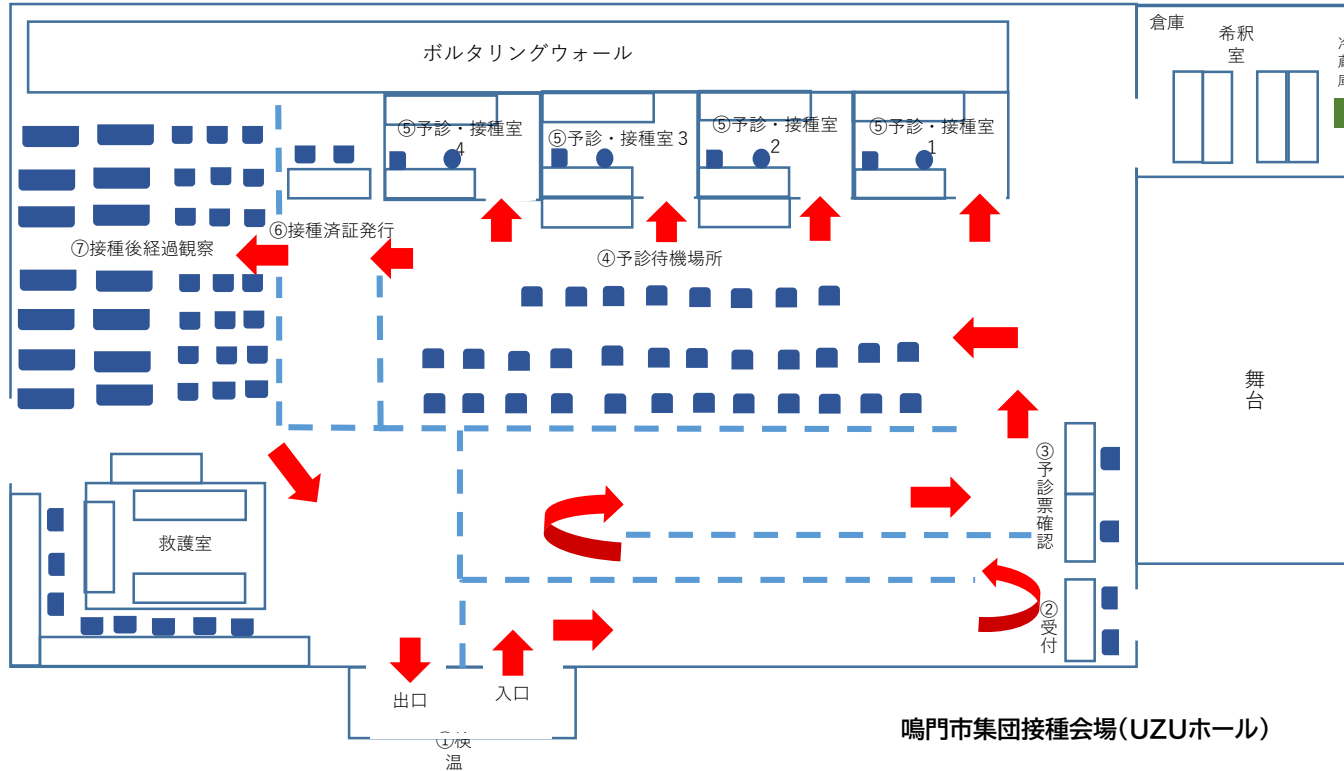 ボルタリングウォール
倉庫
希釈
室
冷
蔵
庫
⑤予診・接種室
4
⑤予診・接種室3
⑤予診・接種室
2
⑤予診・接種室
1
⑥接種済証発行
⑦接種後経過観察
④予診待機場所
舞
台
③予診票確認
救護室
②受付
出口
入口
①検
温
鳴門市集団接種会場(UZUホール)